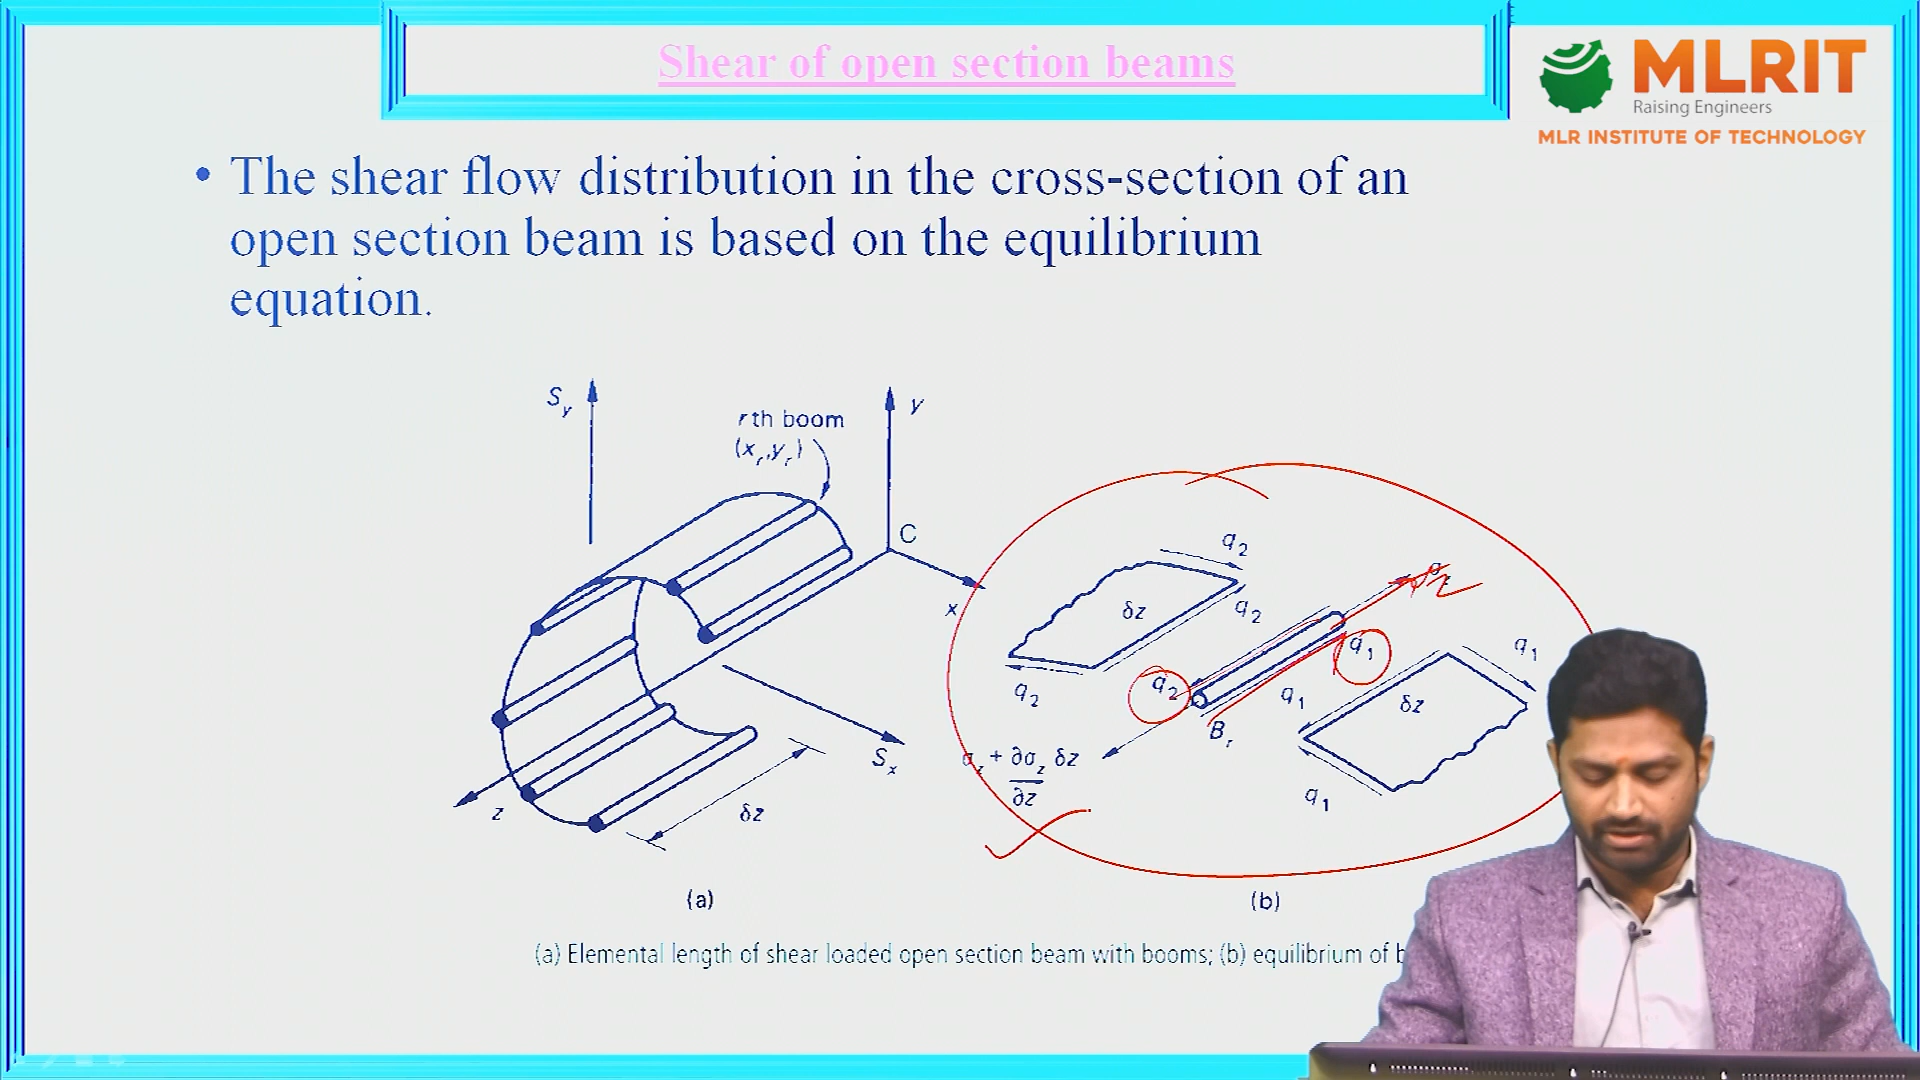 Shear of open section beams
MLRIT
Raising Engineers
MLR INSTITUTE OF TECHNOLOGY
• The shear flow distribution in the cross-section of an
open section beam is based on the equilibrium
equation.
S_y
r th boom
(x_r, y_r)
y
C
x
S_x
z
δz
(a)
q_2
δz
q_2
q_2
q_2
σ_z
q_1
q_1
B_r
q_1
δz
q_1
σ_z + ∂σ_z δz
∂z
(b)
(a) Elemental length of shear loaded open section beam with booms; (b) equilibrium of